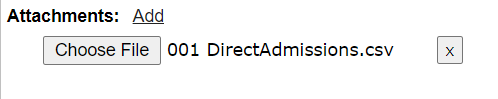 Attachments: Add
Choose File 001 DirectAdmissions.csv x